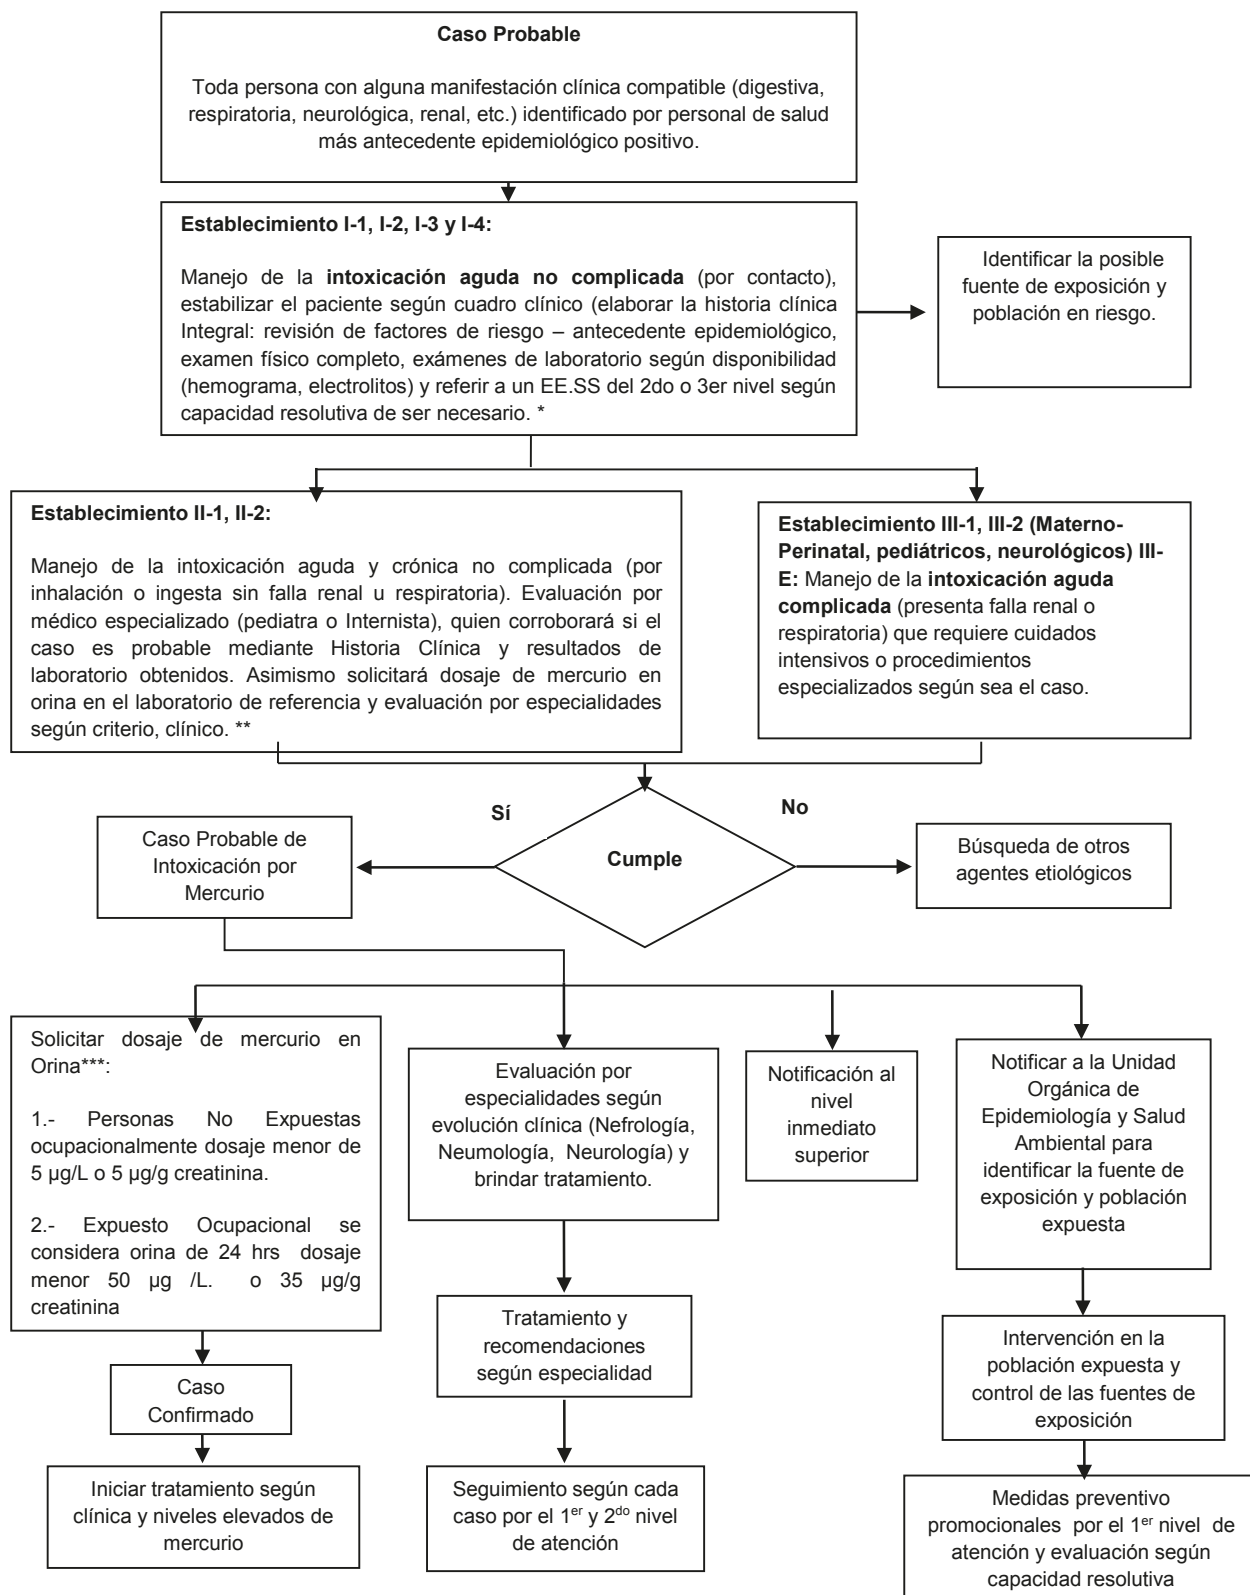 Caso Probable
Toda persona con alguna manifestación clínica compatible (digestiva,
respiratoria, neurológica, renal, etc.) identificado por personal de salud
más antecedente epidemiológico positivo.
Establecimiento I-1, I-2, I-3 y I-4:
Manejo de la intoxicación aguda no complicada (por contacto),
estabilizar el paciente según cuadro clínico (elaborar la historia clínica
Integral: revisión de factores de riesgo – antecedente epidemiológico,
examen físico completo, exámenes de laboratorio según disponibilidad
(hemograma, electrolitos) y referir a un EE.SS del 2do o 3er nivel según
capacidad resolutiva de ser necesario. *
Identificar la posible
fuente de exposición y
población en riesgo.
Establecimiento II-1, II-2:
Manejo de la intoxicación aguda y crónica no complicada (por
inhalación o ingesta sin falla renal u respiratoria). Evaluación por
médico especializado (pediatra o Internista), quien corroborará si el
caso es probable mediante Historia Clínica y resultados de
laboratorio obtenidos. Asimismo solicitará dosaje de mercurio en
orina en el laboratorio de referencia y evaluación por especialidades
según criterio, clínico. **
Establecimiento III-1, III-2 (Materno-
Perinatal, pediátricos, neurológicos) III-
E: Manejo de la intoxicación aguda
complicada (presenta falla renal o
respiratoria) que requiere cuidados
intensivos o procedimientos
especializados según sea el caso.
Sí
No
Cumple
Caso Probable de
Intoxicación por
Mercurio
Búsqueda de otros
agentes etiológicos
Solicitar dosaje de mercurio en
Orina***:
1.- Personas No Expuestas
ocupacionalmente dosaje menor de
5 µg/L o 5 µg/g creatinina.
2.- Expuesto Ocupacional se
considera orina de 24 hrs dosaje
menor 50 µg /L. o 35 µg/g
creatinina
Evaluación por
especialidades según
evolución clínica (Nefrología,
Neumología, Neurología) y
brindar tratamiento.
Notificación al
nivel
inmediato
superior
Notificar a la Unidad
Orgánica de
Epidemiología y Salud
Ambiental para
identificar la fuente de
exposición y población
expuesta
Caso
Confirmado
Tratamiento y
recomendaciones
según especialidad
Intervención en la
población expuesta y
control de las fuentes de
exposición
Iniciar tratamiento según
clínica y niveles elevados de
mercurio
Seguimiento según cada
caso por el 1er y 2do nivel
de atención
Medidas preventivo
promocionales por el 1er nivel de
atención y evaluación según
capacidad resolutiva